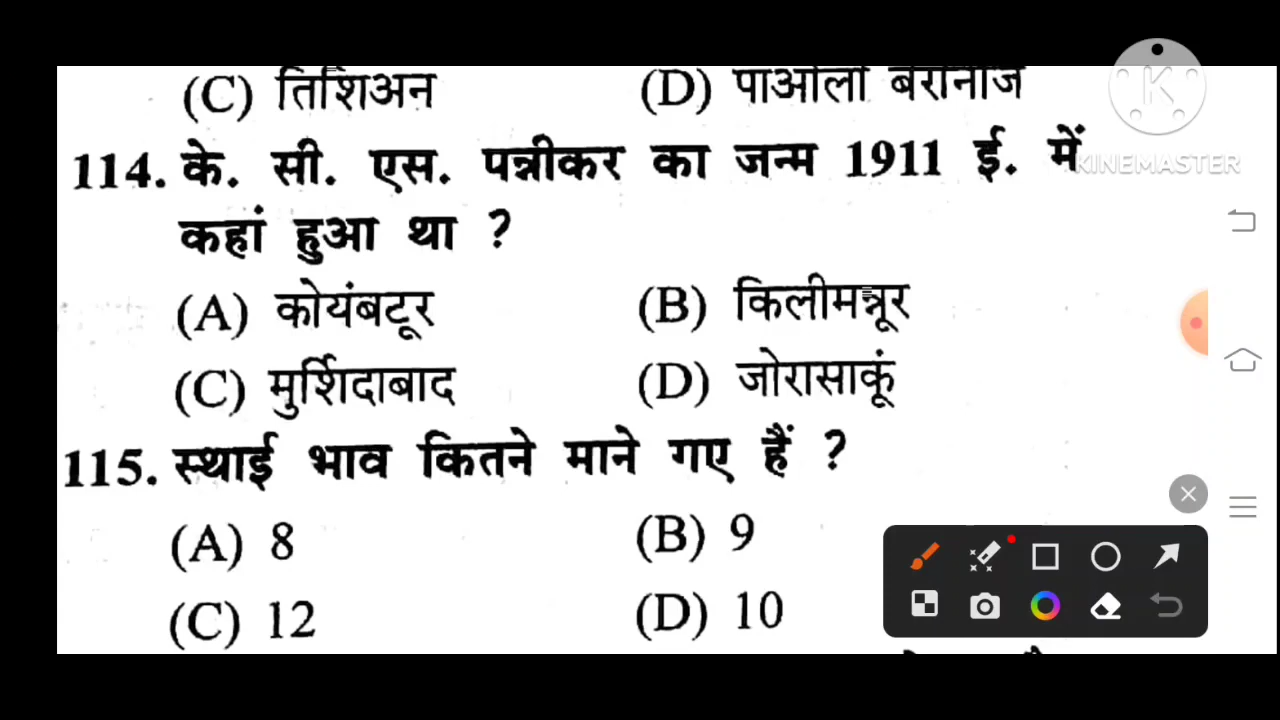 (C) तिशिअन (D) पाओलो बेरोनीज
KINEMASTER
114. के. सी. एस. पन्नीकर का जन्म 1911 ई. में
कहां हुआ था ?
(A) कोयंबटूर (B) किलीमन्नूर
(C) मुर्शिदाबाद (D) जोरासाकूं
115. स्थाई भाव कितने माने गए हैं ?
(A) 8 (B) 9
(C) 12 (D) 10